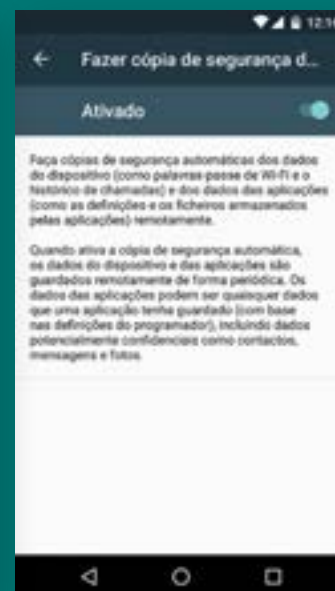 12:16
Fazer cópia de segurança d...
Ativado
Faça cópias de segurança automáticas dos dados
do dispositivo (como palavras-passe de Wi-Fi e o
histórico de chamadas) e dos dados das aplicações
(como as definições e os ficheiros armazenados
pelas aplicações) remotamente.
Quando ativa a cópia de segurança automática,
os dados do dispositivo e das aplicações são
guardados remotamente de forma periódica. Os
dados das aplicações podem ser quaisquer dados
que uma aplicação tenha guardado (com base
nas definições do programador), incluindo dados
potencialmente confidenciais como contactos,
mensagens e fotos.